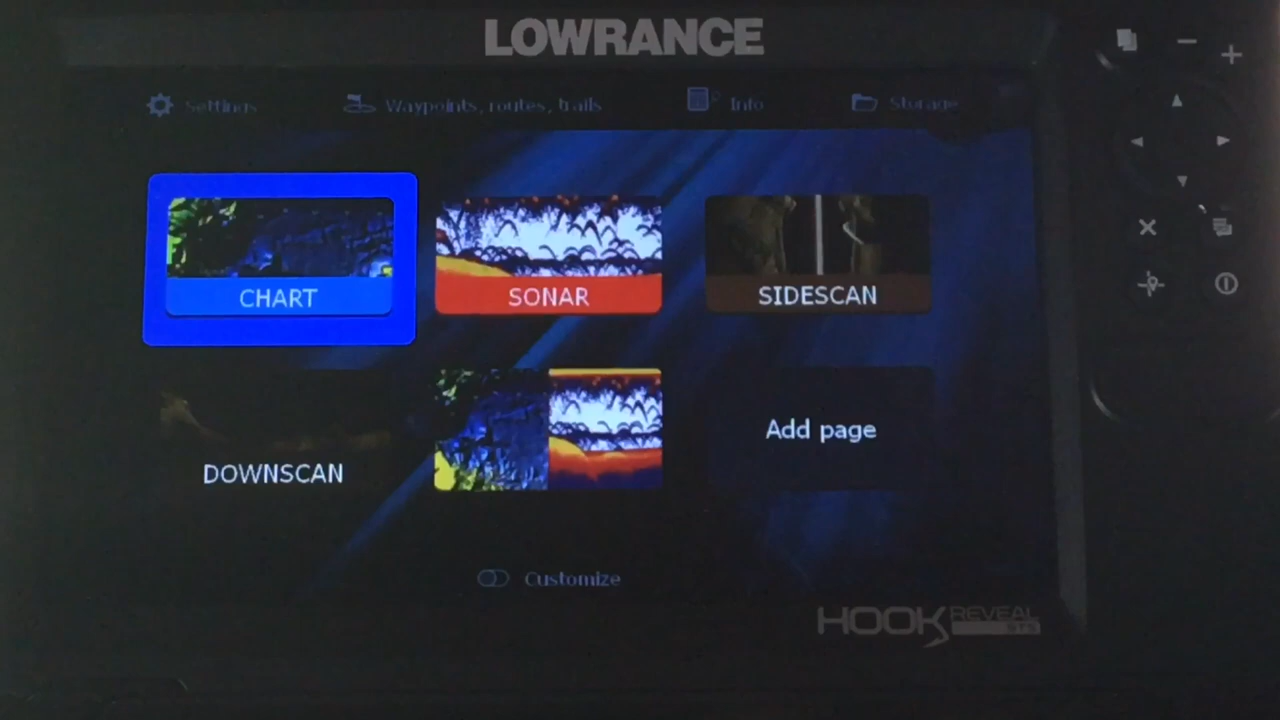 LOWRANCE
Settings
Waypoints, routes, trails
Info
Storage
CHART
SONAR
SIDESCAN
DOWNSCAN
Add page
Customize
HOOK REVEAL